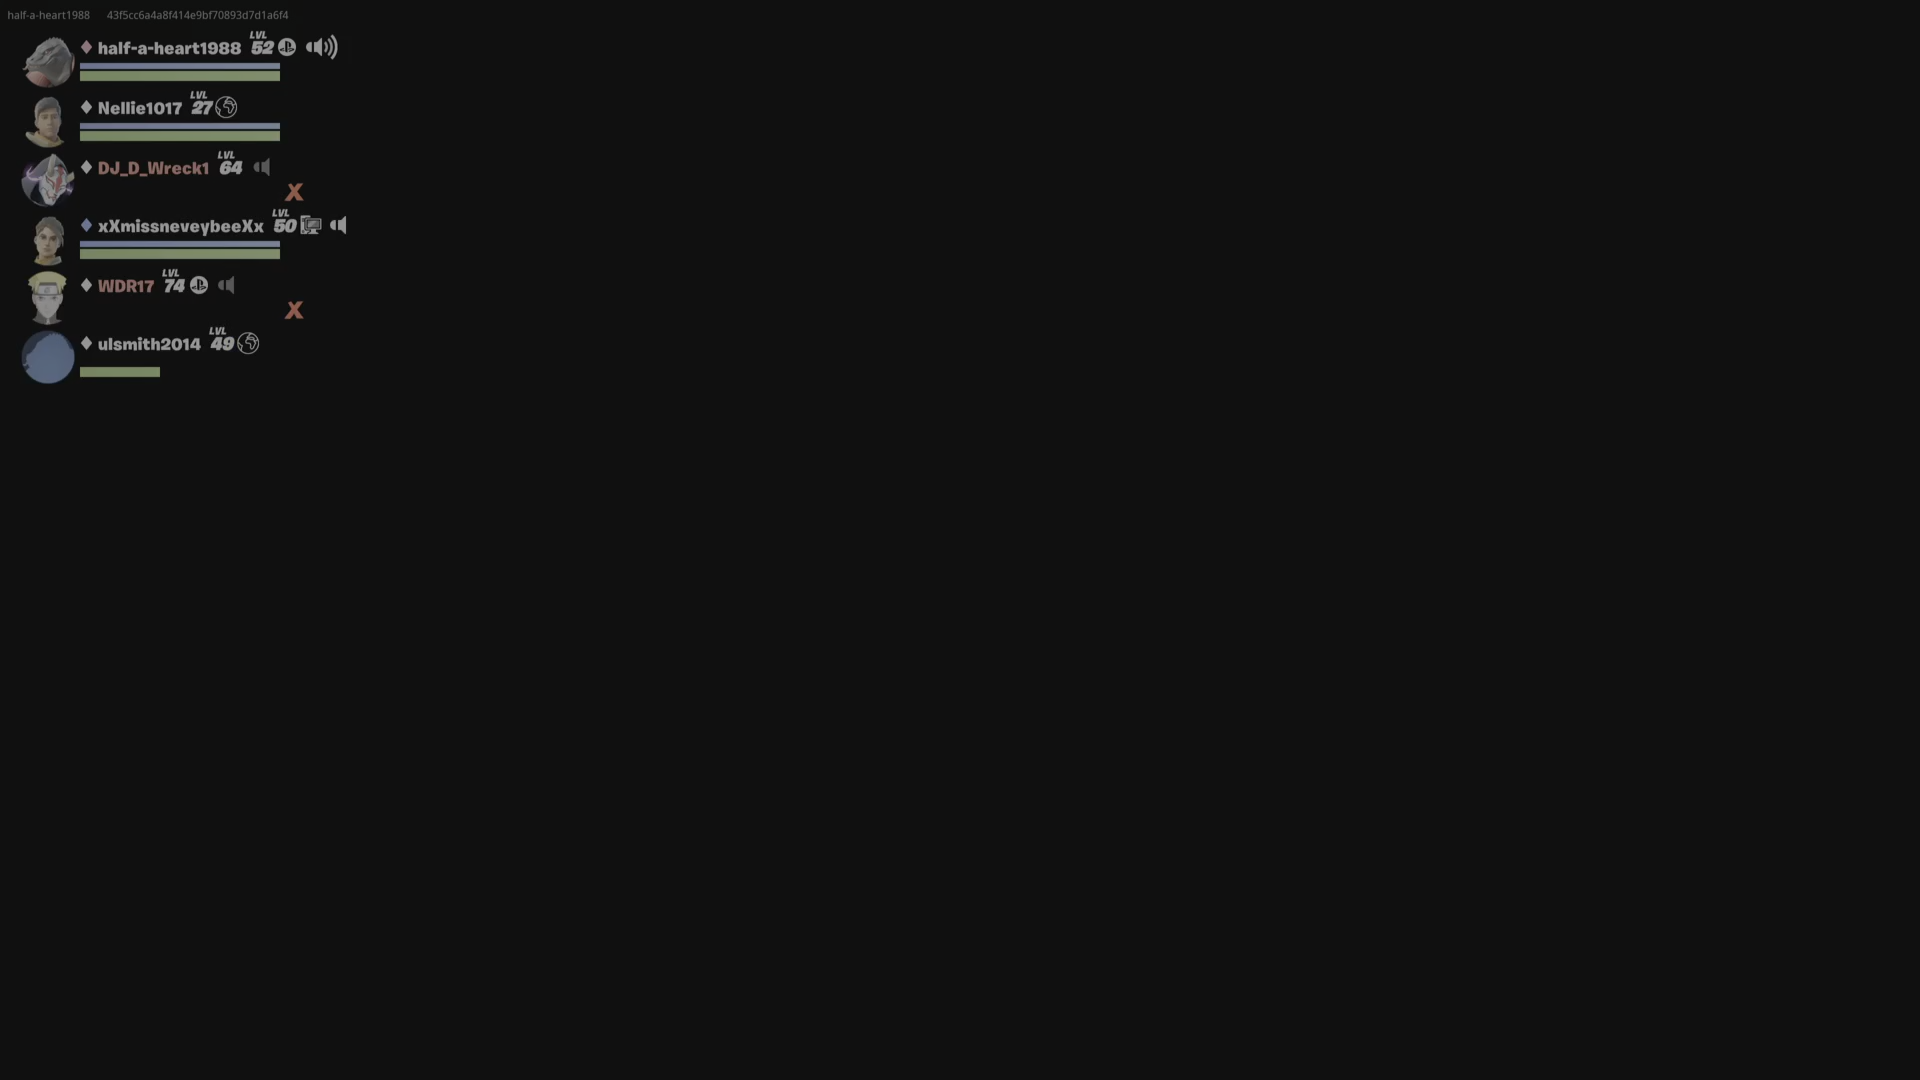 half-a-heart1988 43f5cc6a4a8f414e9bf70893d7d1a6f4
half-a-heart1988 LVL 52
Nellie1017 LVL 27
DJ_D_Wreck1 LVL 64
X
xXmissneveybeeXx LVL 50
WDR17 LVL 74
X
ulsmith2014 LVL 49